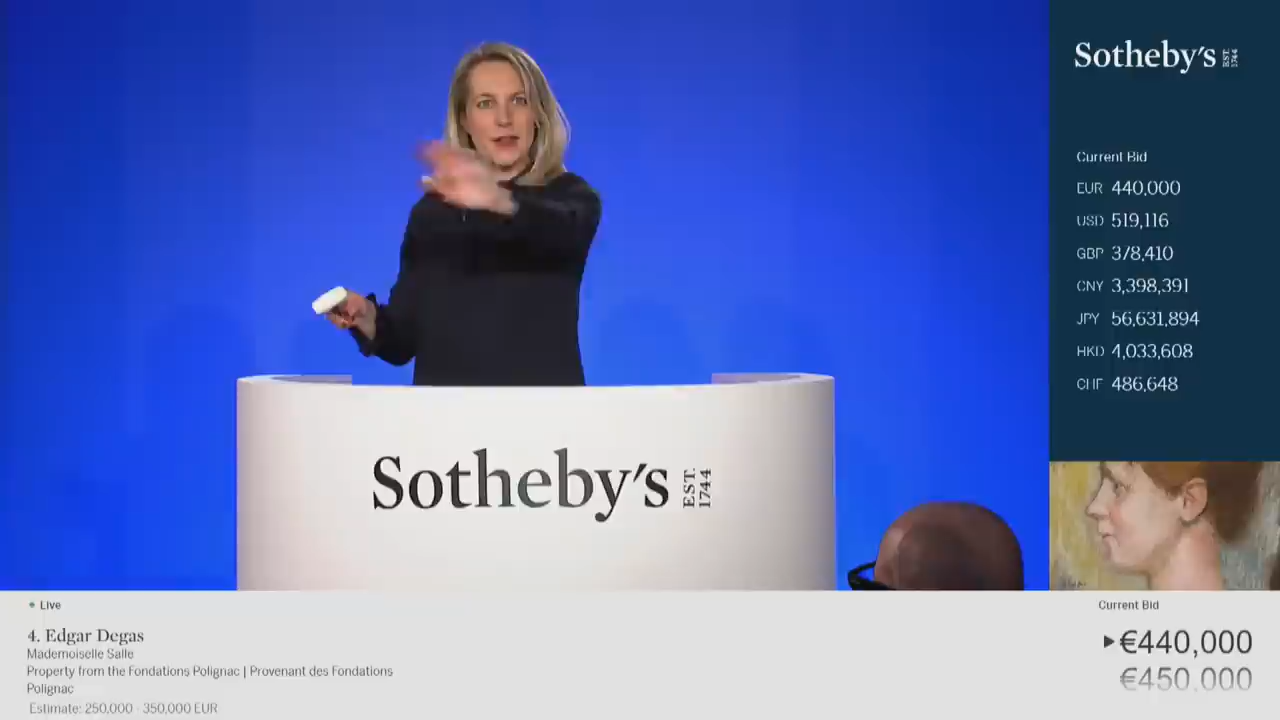 Sotheby's EST. 1744
Current Bid
EUR 440,000
USD 519,116
GBP 378,410
CNY 3,398,391
JPY 56,631,894
HKD 4,033,608
CHF 486,648
Sotheby's EST. 1744
Live
4. Edgar Degas
Mademoiselle Salle
Property from the Fondations Polignac | Provenant des Fondations
Polignac
Estimate: 250,000 - 350,000 EUR
Current Bid
€440,000
€450,000